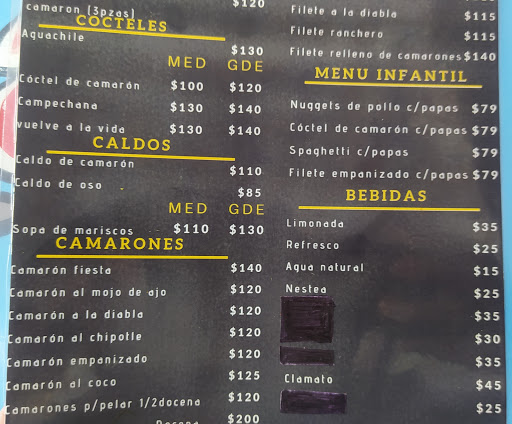 camaron (3pzas) $120
COCTELES
Aquachile $130
MED GDE
Cóctel de camarón $100 $120
Campechana $130 $140
vuelve a la vida $130 $140
CALDOS
Caldo de camarón $110
Caldo de oso $85
MED GDE
Sopa de mariscos $110 $130
CAMARONES
Camarón fiesta $140
Camarón al mojo de ajo $120
Camarón a la diabla $120
Camarón al chipotle $120
Camarón empanizado $120
Camarón al coco $125
Camarones p/pelar 1/2docena $120
Docena $200
Filete a la diabla $115
Filete ranchero $115
Filete relleno de camarones $140
MENU INFANTIL
Nuggets de pollo c/papas $79
Cóctel de camarón c/papas $79
Spaghetti c/papas $79
Filete empanizado c/papas $79
BEBIDAS
Limonada $35
Refresco $25
Agua natural $15
Nestea $25
$35
$30
$35
Clamato $45
$25